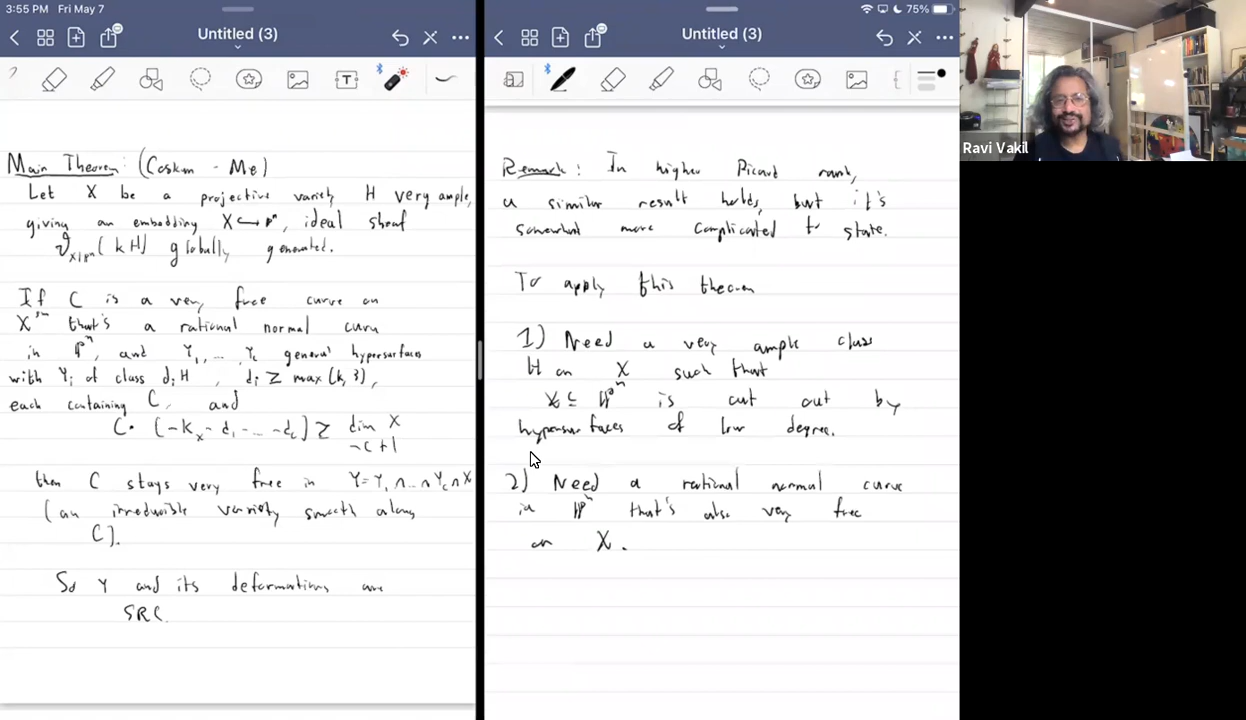 3:55 PM Fri May 7
Untitled (3)
Main Theorem: (Coskun - Me)
Let X be a projective variety H very ample,
giving an embedding X ↪ ℙⁿ, ideal sheaf
𝒥_{X|ℙⁿ}(kH) globally generated.
If C is a very free curve on
Xˢᵐ that's a rational normal curve
in ℙⁿ, and Y₁, ... Y_c general hypersurfaces
with Yᵢ of class dᵢH, dᵢ ≥ max(k, 3),
each containing C, and
C·(-K_X - d₁ - ... - d_c) ≥ dim X
-c+1
then C stays very free in Y=Y₁∩...∩Y_c∩X
(an irreducible variety smooth along
C).
So Y and its deformations are
SRC.
75%
Untitled (3)
T
Remark: In higher Picard rank,
a similar result holds, but it's
somewhat more complicated to state.
To apply this theorem
1) Need a very ample class
H on X such that
X ⊆ ℙⁿ is cut out by
hypersurfaces of low degree.
2) Need a rational normal curve
in ℙⁿ that's also very free
on X.
Ravi Vakil